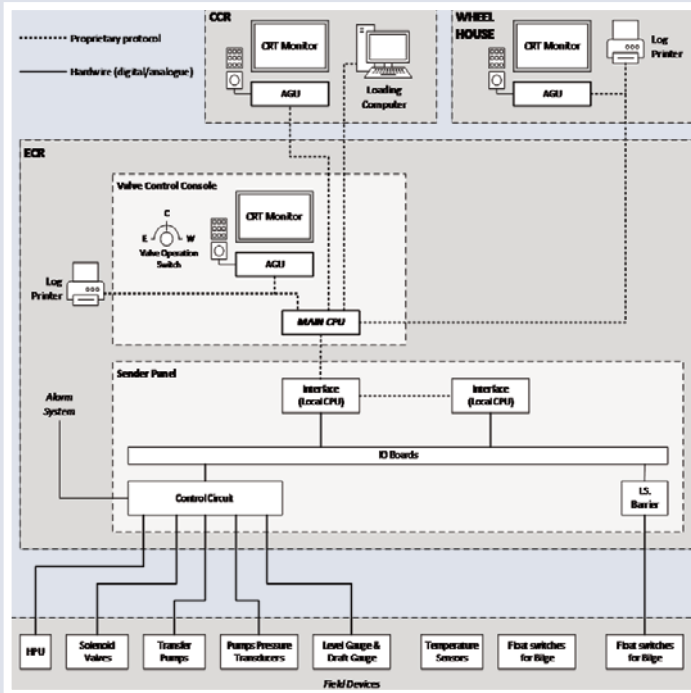 Proprietary protocol
Hardwire (digital/analogue)
CCR
CRT Monitor
AGU
Loading
Computer
WHEEL
HOUSE
CRT Monitor
AGU
Log
Printer
ECR
Valve Control Console
C
E
W
Valve Operation
Switch
CRT Monitor
AGU
Log
Printer
MAIN CPU
Sender Panel
Interface
(Local CPU)
Interface
(Local CPU)
Alarm
System
IO Boards
Control Circuit
I.S.
Barrier
HPU
Solenoid
Valves
Transfer
Pumps
Pumps Pressure
Transducers
Level Gauge &
Draft Gauge
Temperature
Sensors
Float switches
for Bilge
Float switches
for Bilge
Field Devices